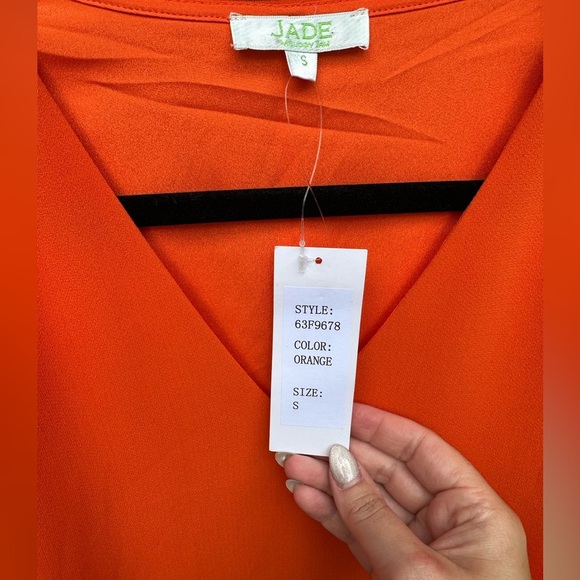 JADE
S
STYLE:
63F9678
COLOR:
ORANGE
SIZE:
S